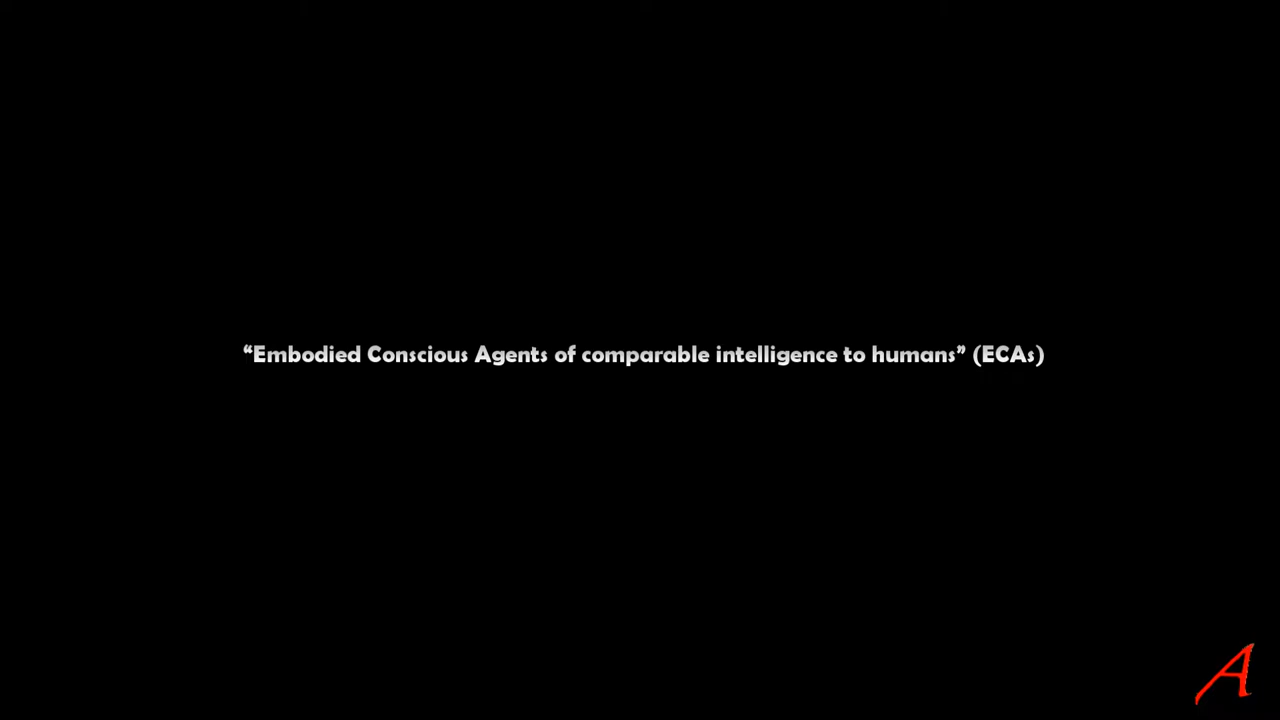 “Embodied Conscious Agents of comparable intelligence to humans” (ECAs)
A